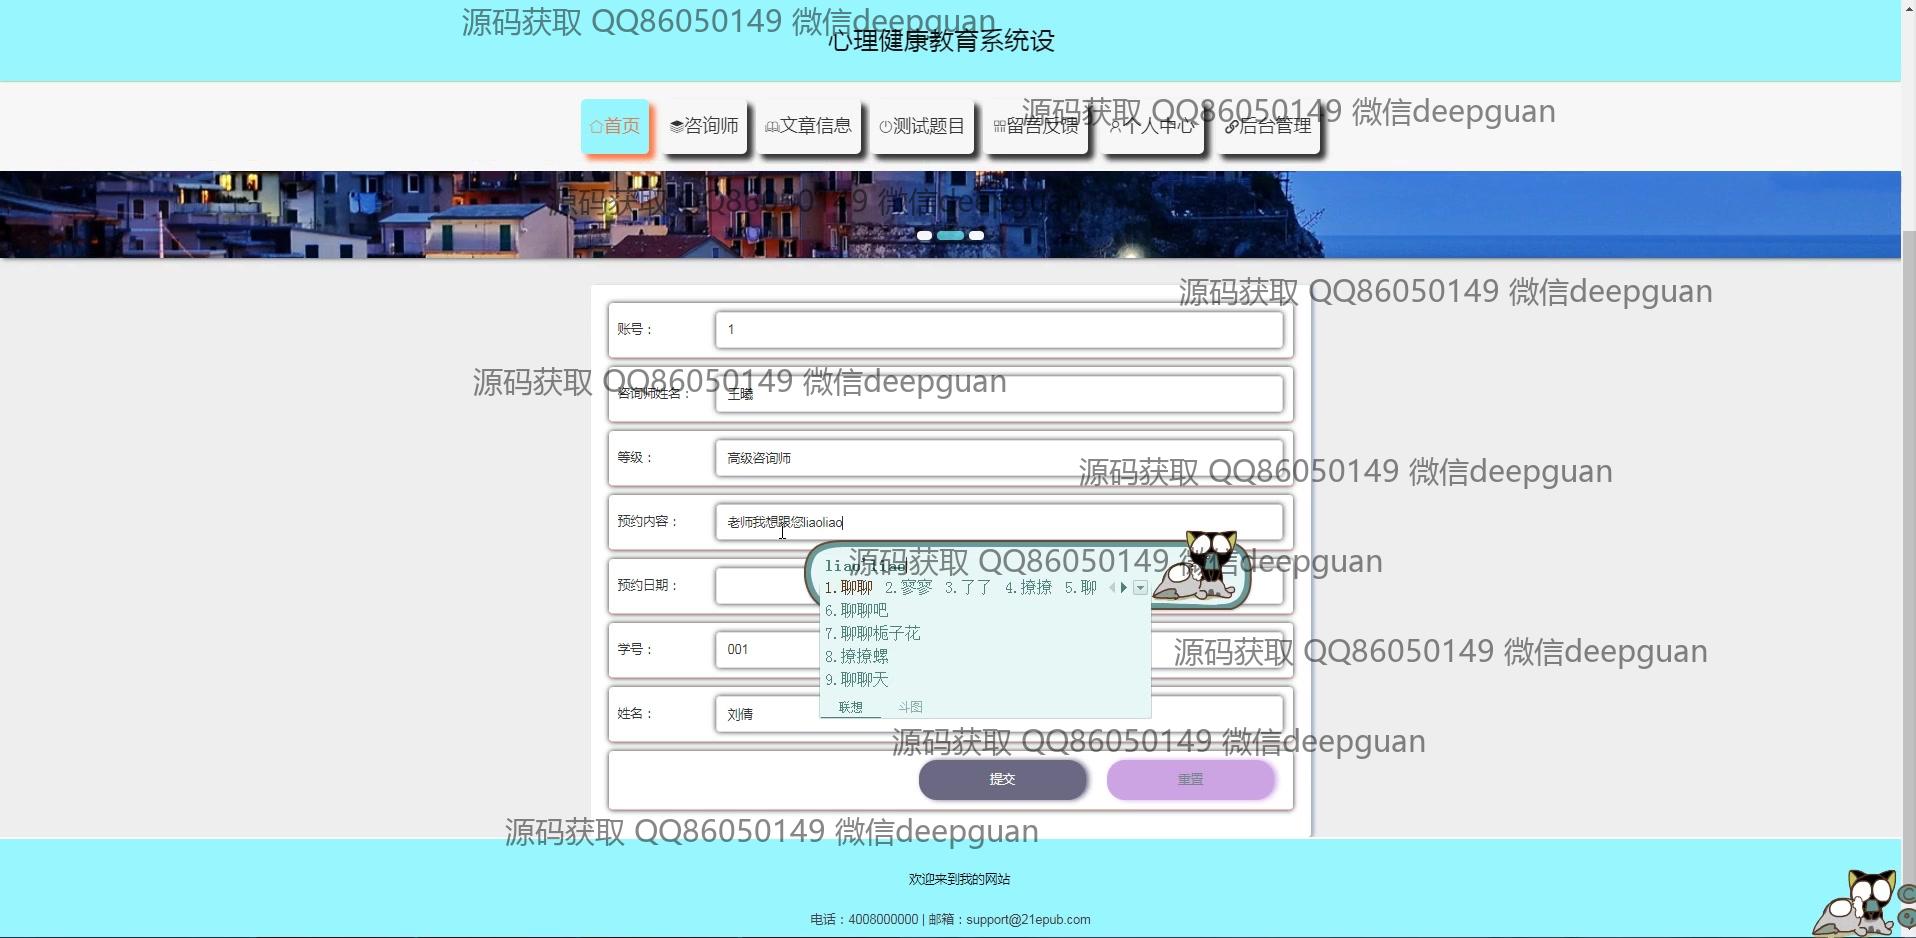 源码获取 QQ86050149 微信deepguan
心理健康教育系统设
首页 咨询师 文章信息 测试题目 留言反馈 个人中心 后台管理
源码获取 QQ86050149 微信deepguan
源码获取 QQ86050149 微信deepguan
源码获取 QQ86050149 微信deepguan
账号： 1
源码获取 QQ86050149 微信deepguan
咨询师姓名： 王曦
等级： 高级咨询师
源码获取 QQ86050149 微信deepguan
预约内容： 老师我想跟您liaoliao
源码获取 QQ86050149 微信deepguan
liao'liao
1.聊聊 2.寥寥 3.了了 4.撩撩 5.聊
预约日期：
6.聊聊吧
7.聊聊栀子花
学号： 001
源码获取 QQ86050149 微信deepguan
8.撩撩螺
9.聊聊天
联想 斗图
姓名： 刘倩
源码获取 QQ86050149 微信deepguan
提交 重置
源码获取 QQ86050149 微信deepguan
欢迎来到我的网站
电话：4008000000 | 邮箱：support@21epub.com